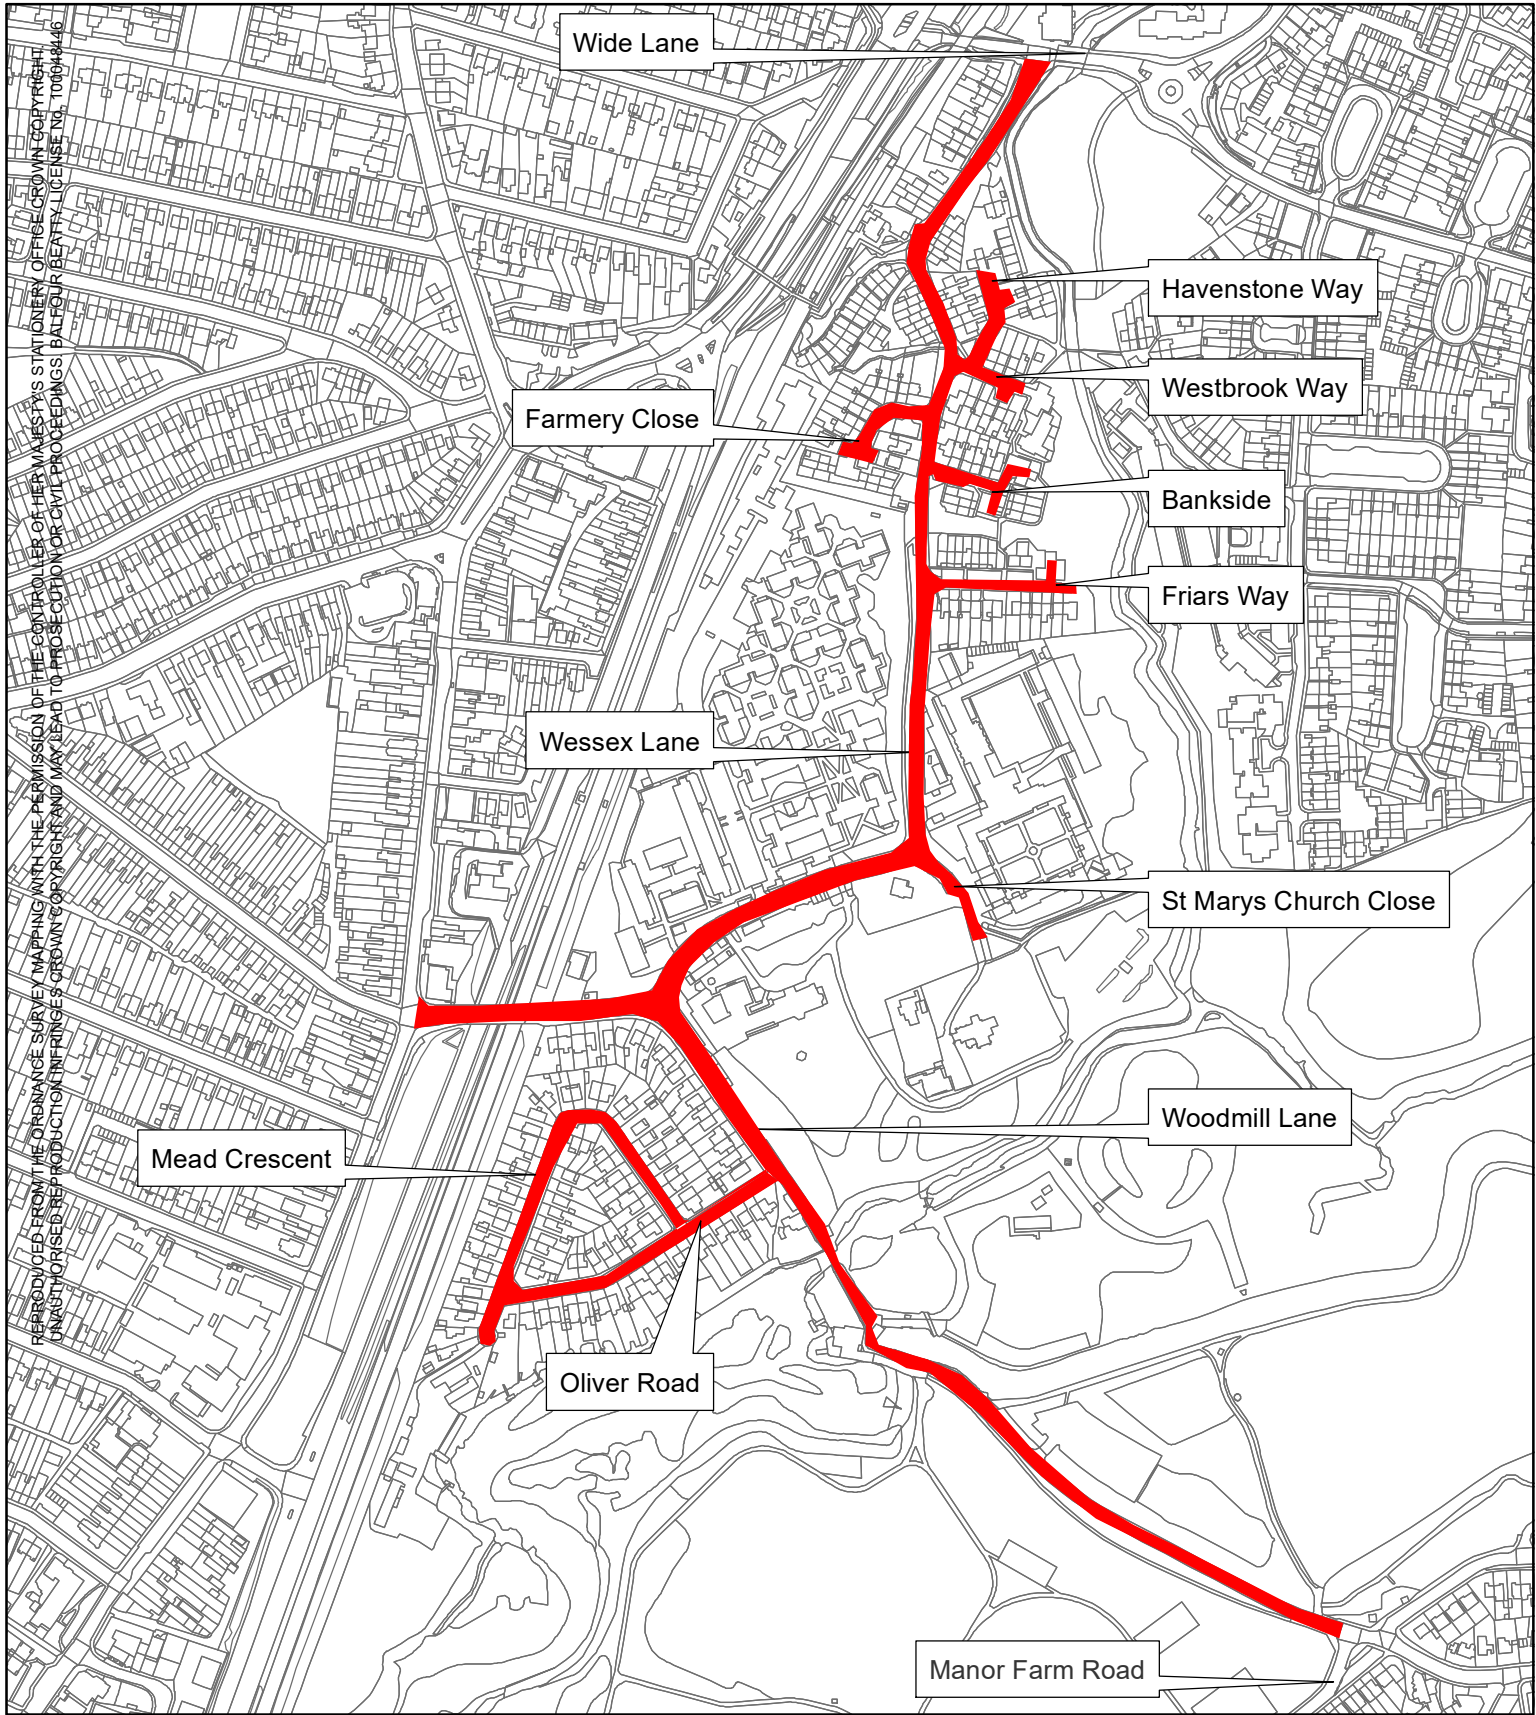 Wide Lane
Havenstone Way
Westbrook Way
Farmery Close
Bankside
Friars Way
Wessex Lane
St Marys Church Close
Woodmill Lane
Mead Crescent
Oliver Road
Manor Farm Road
REPRODUCED FROM THE ORDNANCE SURVEY MAPPING WITH THE PERMISSION OF THE CONTROLLER OF HER MAJESTY'S STATIONERY OFFICE CROWN COPYRIGHT.
UNAUTHORISED REPRODUCTION INFRINGES CROWN COPYRIGHT AND MAY LEAD TO PROSECUTION OR CIVIL PROCEEDINGS. BALFOUR BEATTY LICENSE No. 100048446